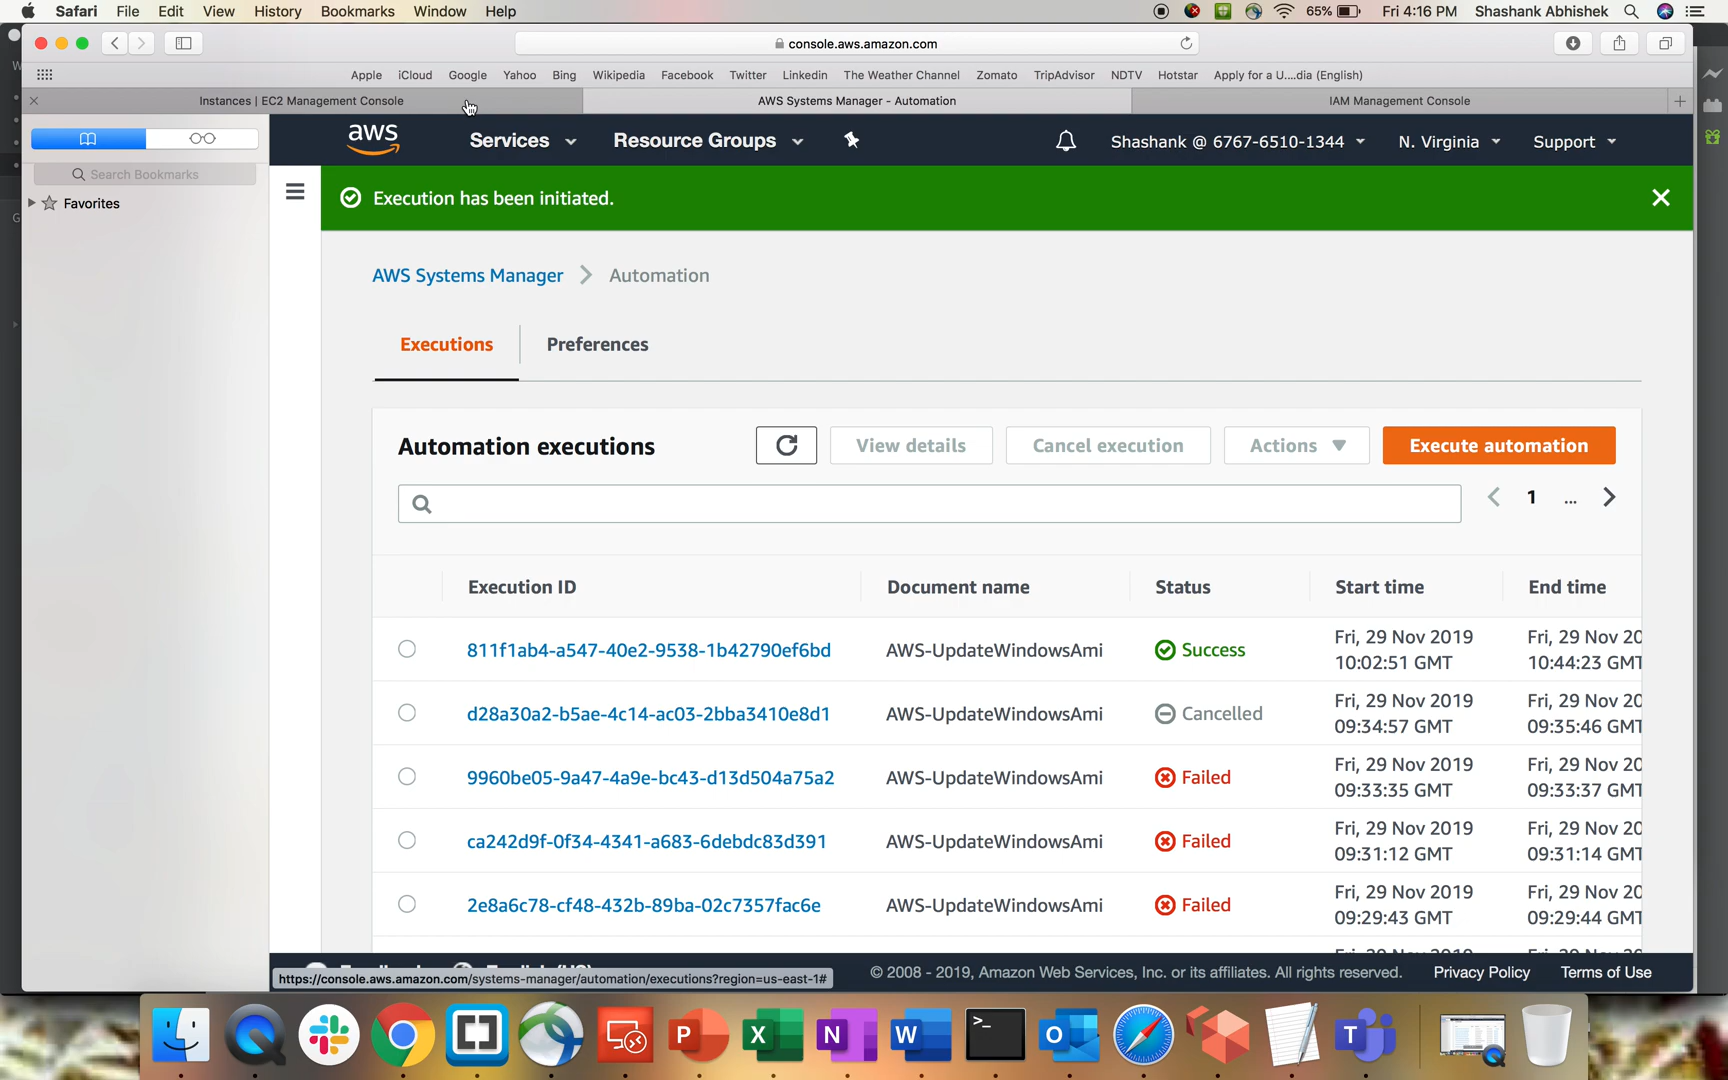 Safari File Edit View History Bookmarks Window Help
65% Fri 4:16 PM Shashank Abhishek
console.aws.amazon.com
Apple iCloud Google Yahoo Bing Wikipedia Facebook Twitter Linkedin The Weather Channel Zomato TripAdvisor NDTV Hotstar Apply for a U....dia (English)
Instances | EC2 Management Console
AWS Systems Manager - Automation
IAM Management Console
Search Bookmarks
Favorites
aws Services Resource Groups Shashank @ 6767-6510-1344 N. Virginia Support
Execution has been initiated.
AWS Systems Manager Automation
Executions Preferences
Automation executions View details Cancel execution Actions Execute automation
1 ...
Execution ID Document name Status Start time End time
811f1ab4-a547-40e2-9538-1b42790ef6bd AWS-UpdateWindowsAmi Success Fri, 29 Nov 2019 10:02:51 GMT Fri, 29 Nov 20 10:44:23 GMT
d28a30a2-b5ae-4c14-ac03-2bba3410e8d1 AWS-UpdateWindowsAmi Cancelled Fri, 29 Nov 2019 09:34:57 GMT Fri, 29 Nov 20 09:35:46 GMT
9960be05-9a47-4a9e-bc43-d13d504a75a2 AWS-UpdateWindowsAmi Failed Fri, 29 Nov 2019 09:33:35 GMT Fri, 29 Nov 20 09:33:37 GMT
ca242d9f-0f34-4341-a683-6debdc83d391 AWS-UpdateWindowsAmi Failed Fri, 29 Nov 2019 09:31:12 GMT Fri, 29 Nov 20 09:31:14 GMT
2e8a6c78-cf48-432b-89ba-02c7357fac6e AWS-UpdateWindowsAmi Failed Fri, 29 Nov 2019 09:29:43 GMT Fri, 29 Nov 20 09:29:44 GMT
https://console.aws.amazon.com/systems-manager/automation/executions?region=us-east-1#
© 2008 - 2019, Amazon Web Services, Inc. or its affiliates. All rights reserved. Privacy Policy Terms of Use
P X N W >_ O T